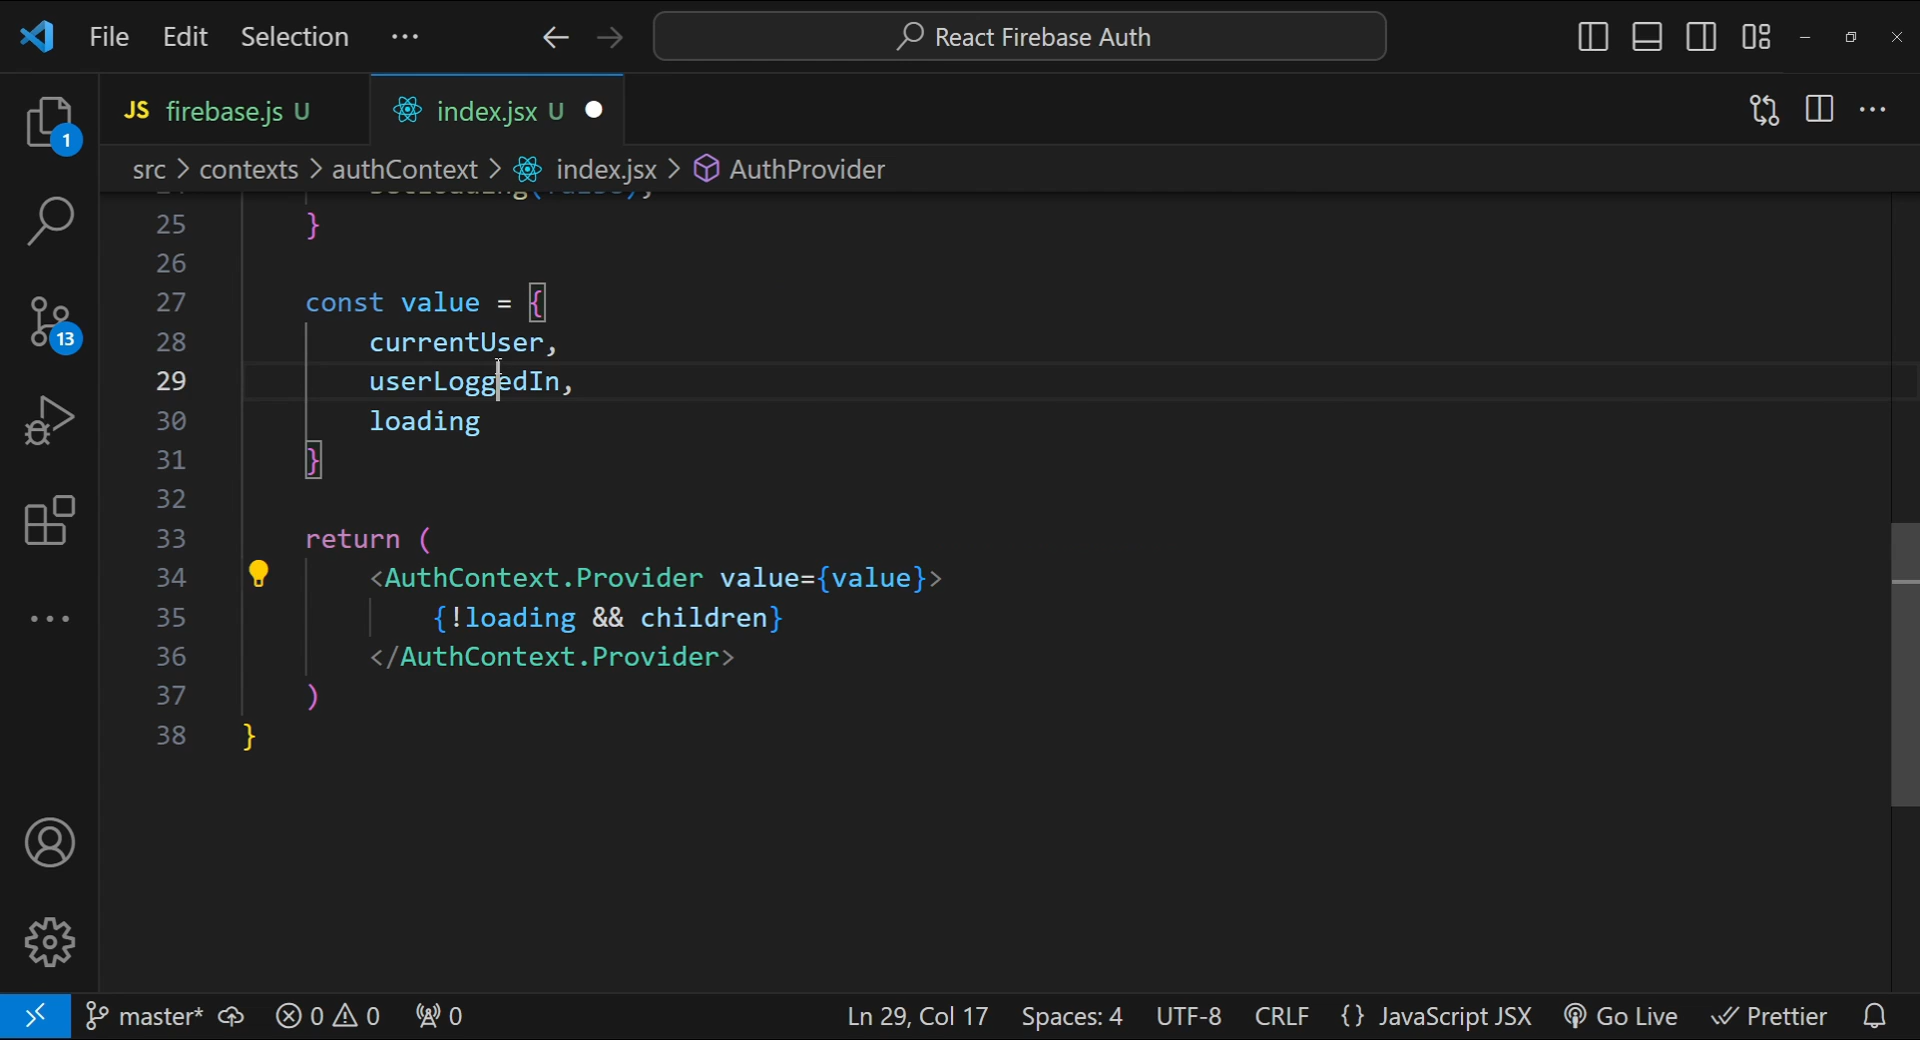 File Edit Selection ··· React Firebase Auth
JS firebase.js U index.jsx U
src > contexts > authContext > index.jsx > AuthProvider
25 }
26
27 const value = {
28 currentUser,
29 userLoggedIn,
30 loading
31 }
32
33 return (
34 <AuthContext.Provider value={value}>
35 {!loading && children}
36 </AuthContext.Provider>
37 )
38 }
1
13
master* 0 0 0 Ln 29, Col 17 Spaces: 4 UTF-8 CRLF {} JavaScript JSX Go Live Prettier